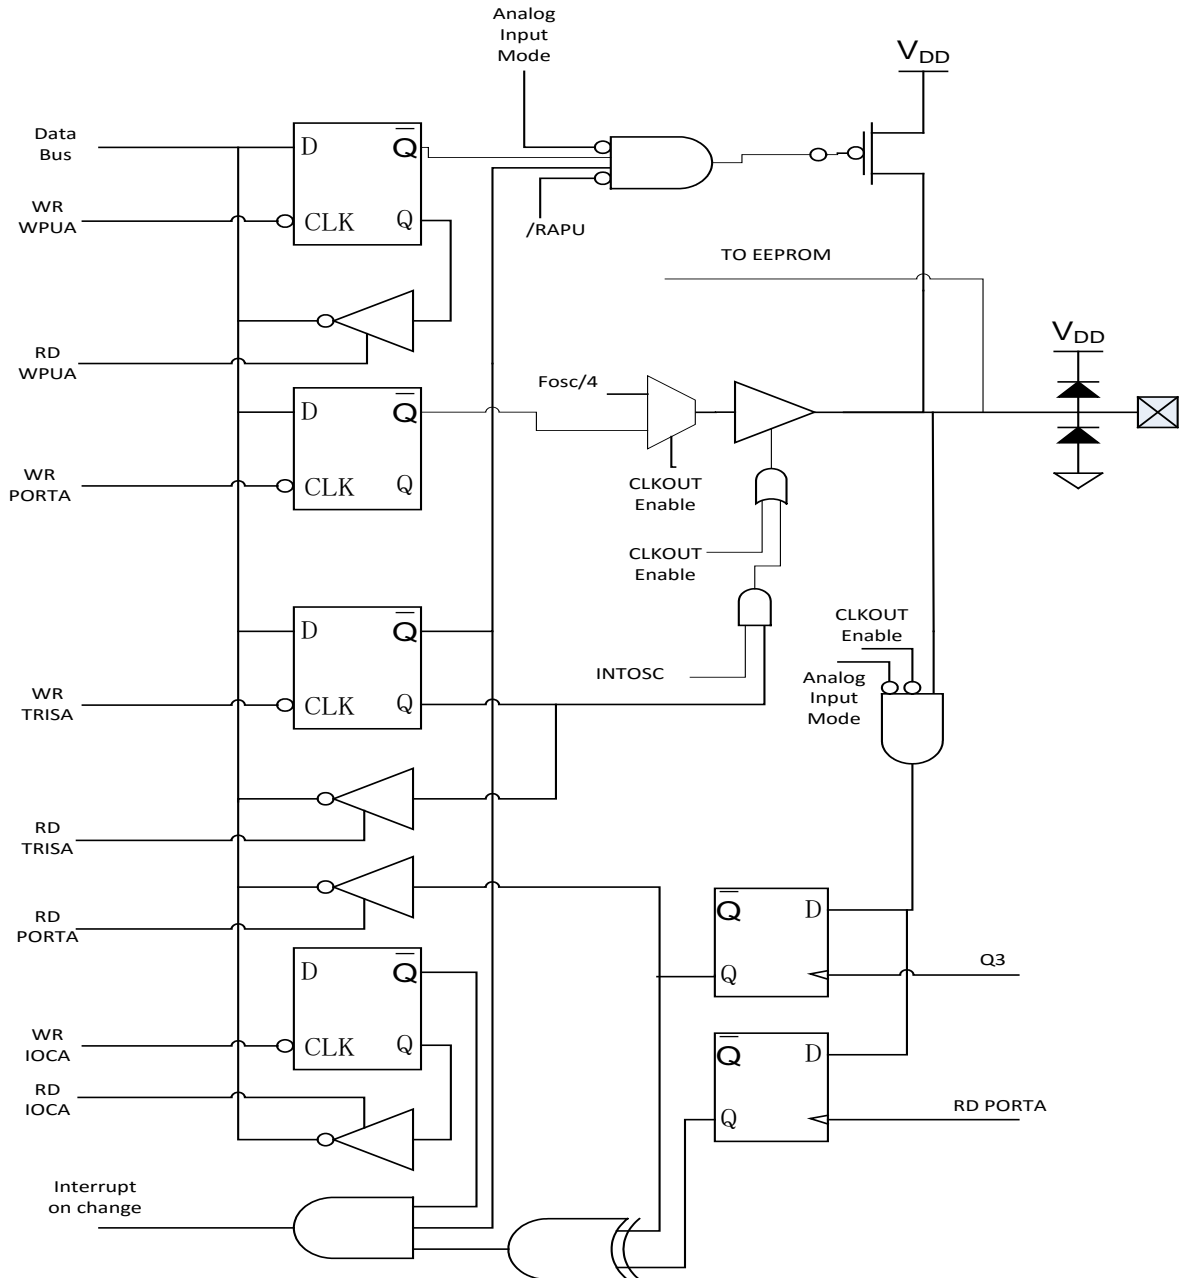 Analog
Input
Mode
VDD
Data
Bus
D
Q
WR
WPUA
CLK
Q
/RAPU
TO EEPROM
RD
WPUA
VDD
Fosc/4
D
Q
WR
PORTA
CLK
Q
CLKOUT
Enable
CLKOUT
Enable
D
Q
CLKOUT
Enable
INTOSC
Analog
Input
Mode
WR
TRISA
CLK
Q
RD
TRISA
RD
PORTA
Q
D
D
Q
Q
Q3
WR
IOCA
CLK
Q
Q
D
RD
IOCA
Q
RD PORTA
Interrupt
on change